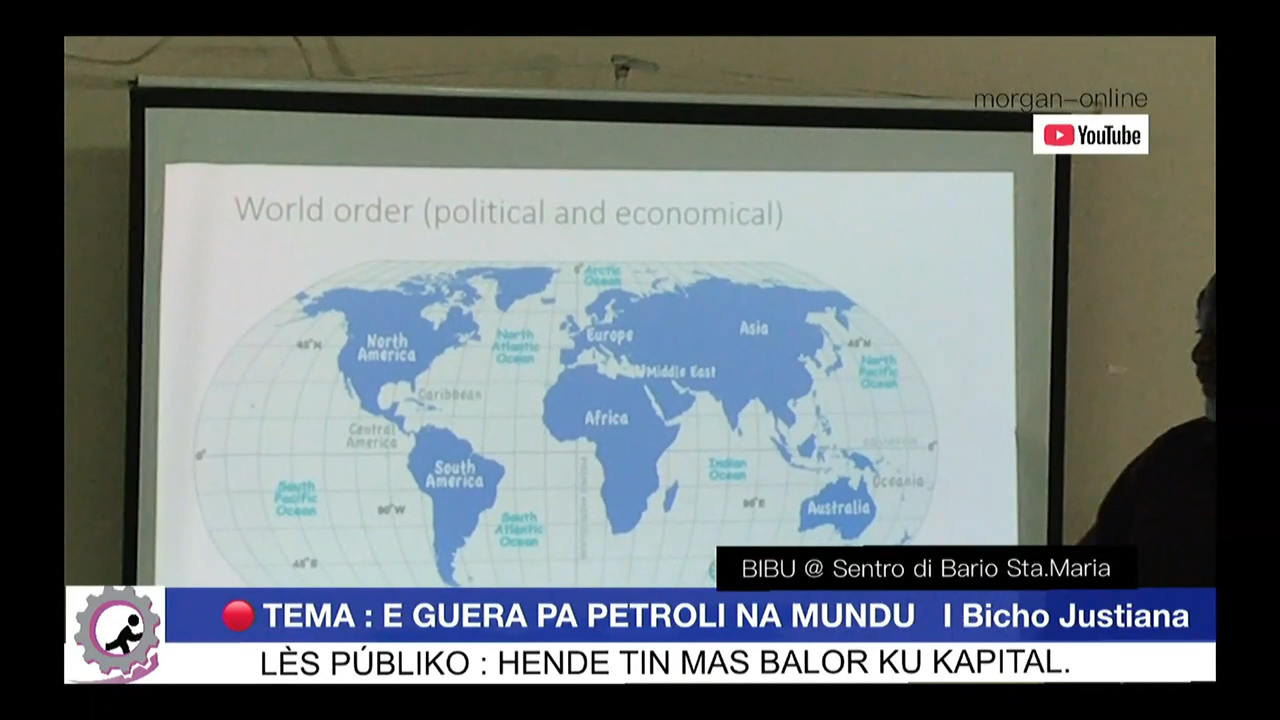 morgan-online
YouTube
World order (political and economical)
Arctic
Ocean
North
America
North
Atlantic
Ocean
Europe
Asia
45°N
45°N
North
Pacific
Ocean
Middle East
Caribbean
Africa
Central
America
0°
0°
South
America
Indian
Ocean
Oceania
South
Pacific
Ocean
90°W
90°E
Australia
South
Atlantic
Ocean
45°S
BIBU @ Sentro di Bario Sta.Maria
TEMA : E GUERA PA PETROLI NA MUNDU I Bicho Justiana
LÈS PÚBLIKO : HENDE TIN MAS BALOR KU KAPITAL.